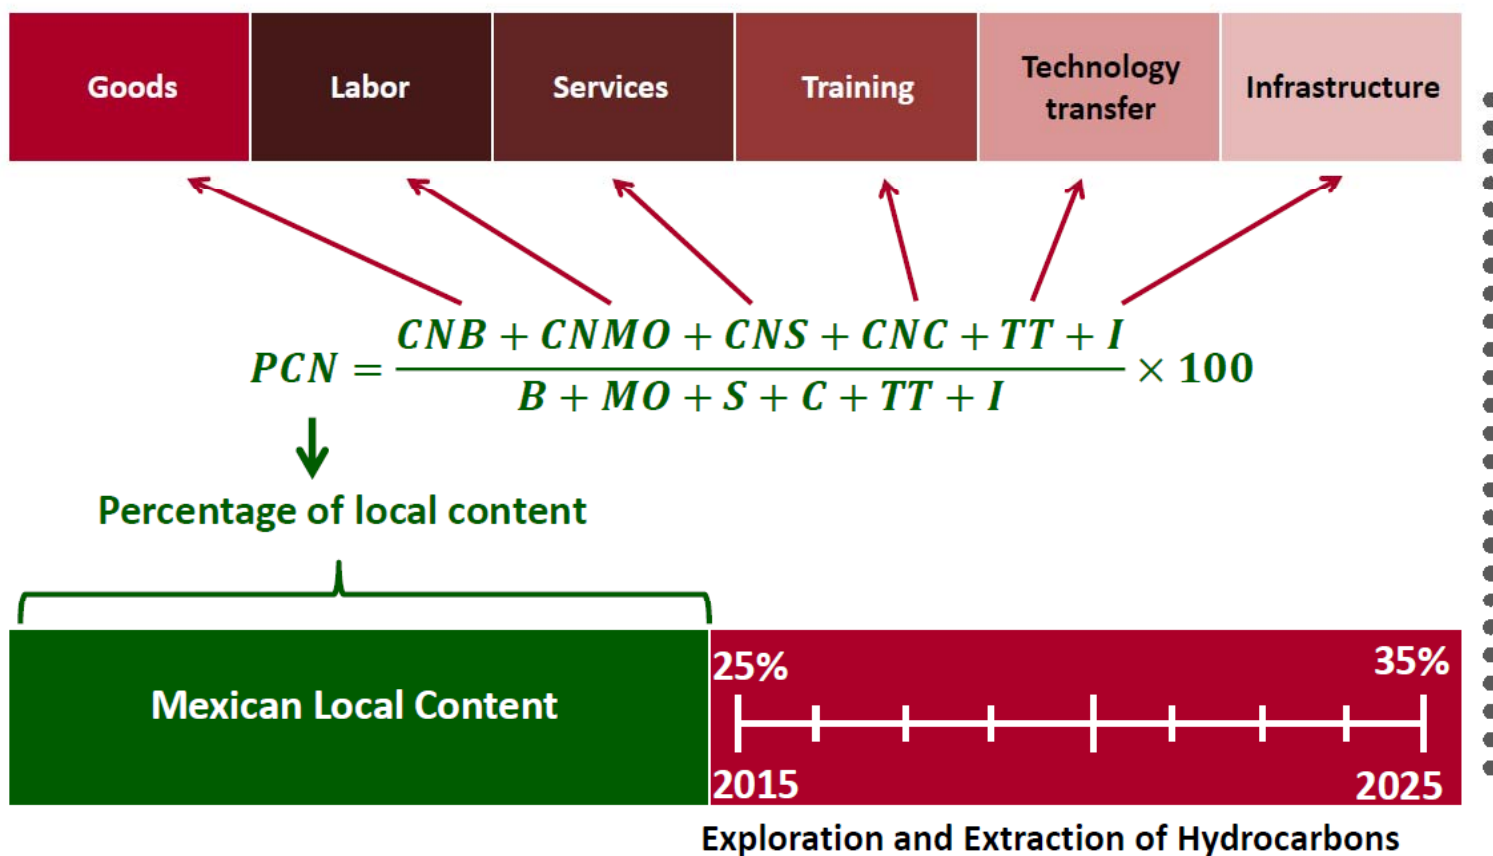 Goods
Labor
Services
Training
Technology
transfer
Infrastructure
CNB + CNMO + CNS + CNC + TT + I
PCN = × 100
B + MO + S + C + TT + I
Percentage of local content
Mexican Local Content
25%
35%
2015
2025
Exploration and Extraction of Hydrocarbons